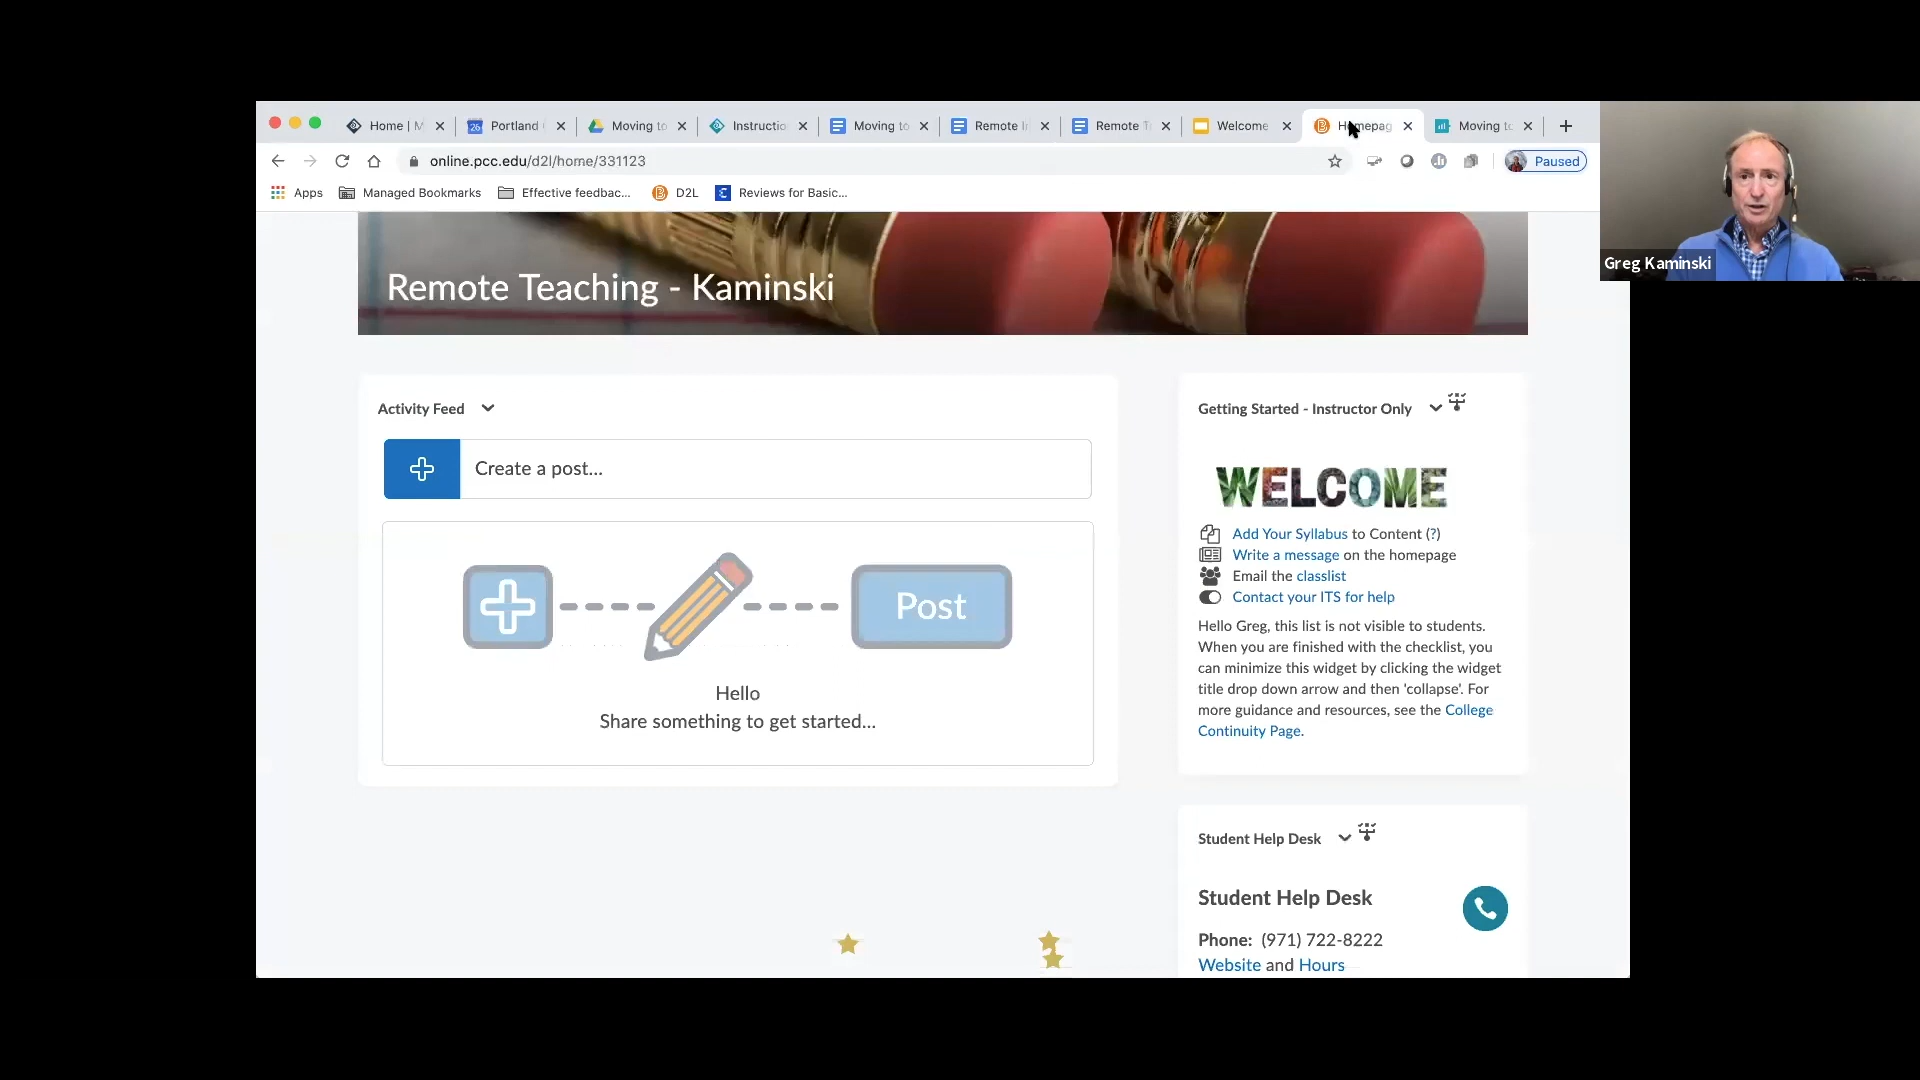 Home | M
Portland
Moving to
Instructio
Moving to
Remote I
Remote T
Welcome
Homepag
Moving to
online.pcc.edu/d2l/home/331123
Paused
Apps
Managed Bookmarks
Effective feedbac...
D2L
Reviews for Basic...
Greg Kaminski
Remote Teaching - Kaminski
Activity Feed
Create a post...
Post
Hello
Share something to get started...
Getting Started - Instructor Only
WELCOME
Add Your Syllabus to Content (?)
Write a message on the homepage
Email the classlist
Contact your ITS for help
Hello Greg, this list is not visible to students.
When you are finished with the checklist, you
can minimize this widget by clicking the widget
title drop down arrow and then 'collapse'. For
more guidance and resources, see the College
Continuity Page.
Student Help Desk
Student Help Desk
Phone: (971) 722-8222
Website and Hours